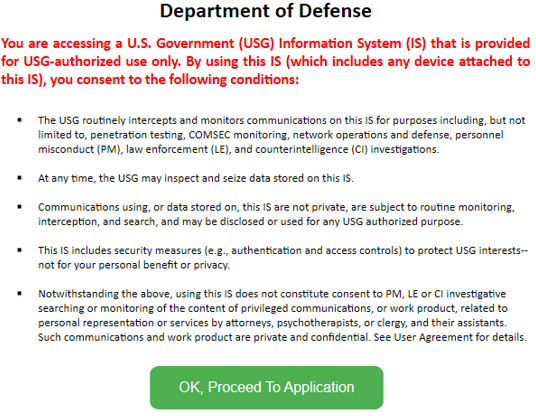 Department of Defense
You are accessing a U.S. Government (USG) Information System (IS) that is provided
for USG-authorized use only. By using this IS (which includes any device attached to
this IS), you consent to the following conditions:
▪ The USG routinely intercepts and monitors communications on this IS for purposes including, but not
limited to, penetration testing, COMSEC monitoring, network operations and defense, personnel
misconduct (PM), law enforcement (LE), and counterintelligence (CI) investigations.
▪ At any time, the USG may inspect and seize data stored on this IS.
▪ Communications using, or data stored on, this IS are not private, are subject to routine monitoring,
interception, and search, and may be disclosed or used for any USG authorized purpose.
▪ This IS includes security measures (e.g., authentication and access controls) to protect USG interests--
not for your personal benefit or privacy.
▪ Notwithstanding the above, using this IS does not constitute consent to PM, LE or CI investigative
searching or monitoring of the content of privileged communications, or work product, related to
personal representation or services by attorneys, psychotherapists, or clergy, and their assistants.
Such communications and work product are private and confidential. See User Agreement for details.
OK, Proceed To Application